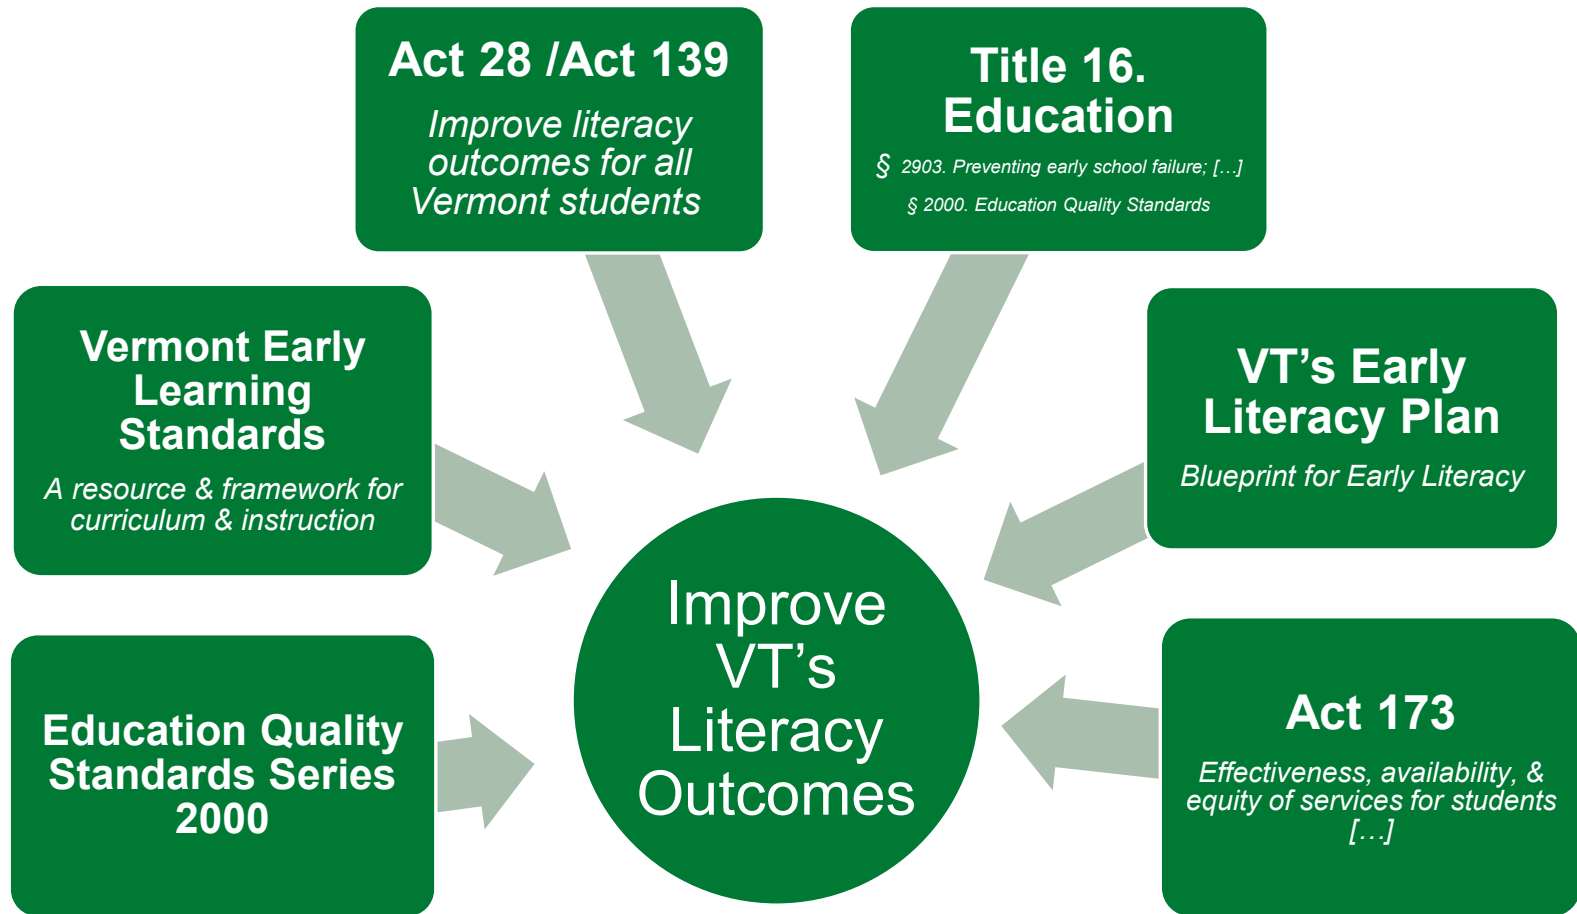 Act 28 /Act 139
Improve literacy
outcomes for all
Vermont students
Title 16.
Education
§ 2903. Preventing early school failure; […]
§ 2000. Education Quality Standards
Vermont Early
Learning
Standards
A resource & framework for
curriculum & instruction
VT’s Early
Literacy Plan
Blueprint for Early Literacy
Education Quality
Standards Series
2000
Improve
VT’s
Literacy
Outcomes
Act 173
Effectiveness, availability, &
equity of services for students
[…]